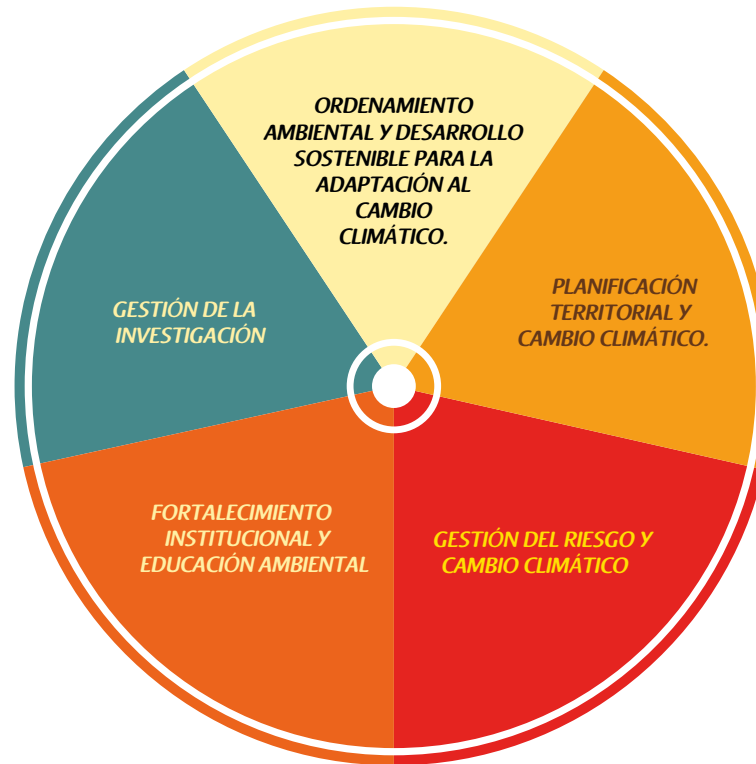 ORDENAMIENTO
AMBIENTAL Y DESARROLLO
SOSTENIBLE PARA LA
ADAPTACIÓN AL
CAMBIO
CLIMÁTICO.
PLANIFICACIÓN
TERRITORIAL Y
CAMBIO CLIMÁTICO.
GESTIÓN DEL RIESGO Y
CAMBIO CLIMÁTICO
FORTALECIMIENTO
INSTITUCIONAL Y
EDUCACIÓN AMBIENTAL
GESTIÓN DE LA
INVESTIGACIÓN